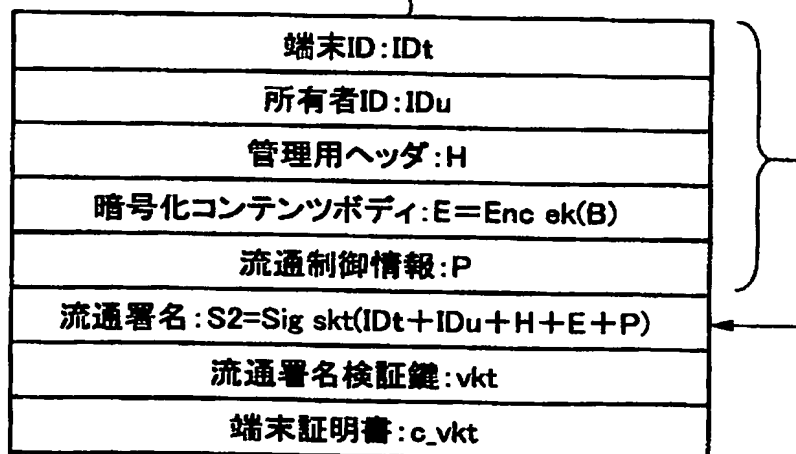 端末ID:IDt
所有者ID:IDu
管理用ヘッダ:H
暗号化コンテンツボディ:E=Enc ek(B)
流通制御情報:P
流通署名:S2=Sig skt(IDt+IDu+H+E+P)
流通署名検証鍵:vkt
端末証明書:c_vkt